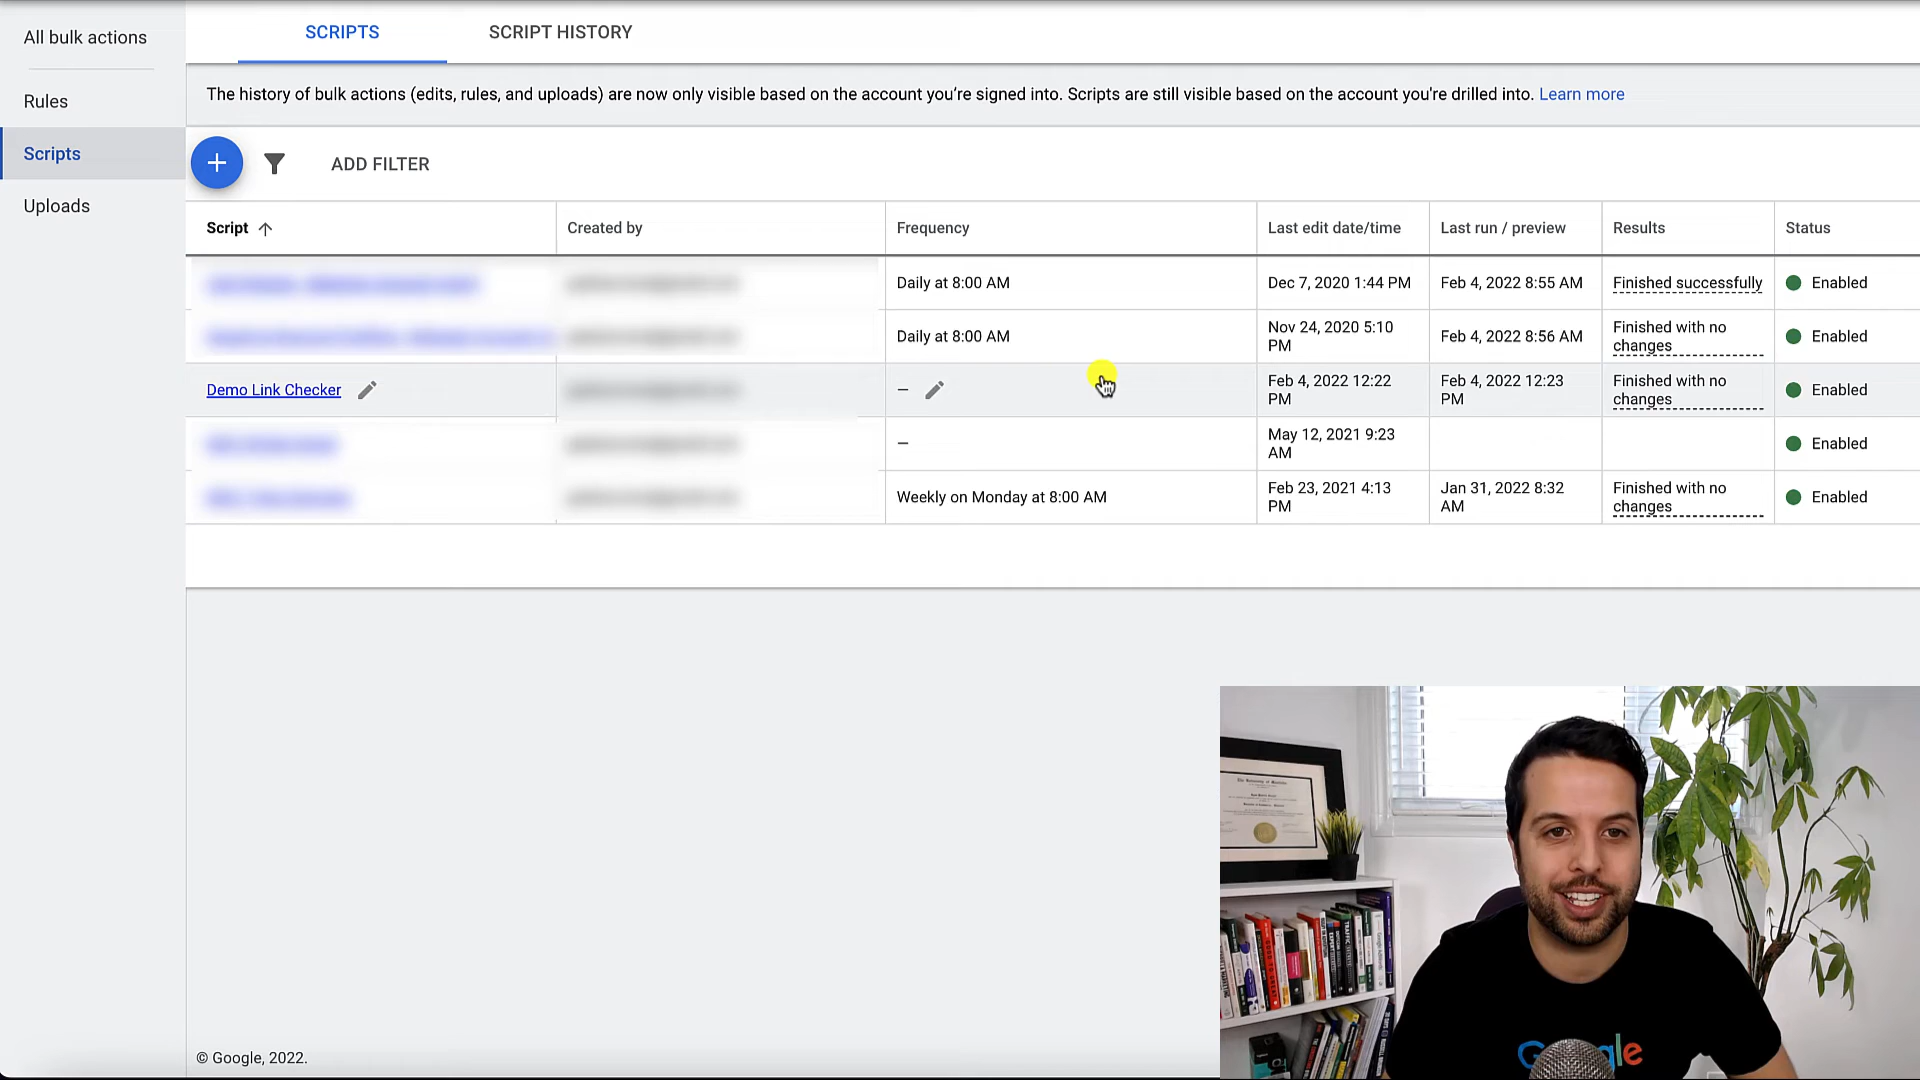 All bulk actions
Rules
Scripts
Uploads
SCRIPTS
SCRIPT HISTORY
The history of bulk actions (edits, rules, and uploads) are now only visible based on the account you're signed into. Scripts are still visible based on the account you're drilled into. Learn more
+
ADD FILTER
Script
Created by
Frequency
Last edit date/time
Last run / preview
Results
Status
Daily at 8:00 AM
Dec 7, 2020 1:44 PM
Feb 4, 2022 8:55 AM
Finished successfully
Enabled
Daily at 8:00 AM
Nov 24, 2020 5:10
PM
Feb 4, 2022 8:56 AM
Finished with no
changes
Enabled
Demo Link Checker
–
Feb 4, 2022 12:22
PM
Feb 4, 2022 12:23
PM
Finished with no
changes
Enabled
–
May 12, 2021 9:23
AM
Enabled
Weekly on Monday at 8:00 AM
Feb 23, 2021 4:13
PM
Jan 31, 2022 8:32
AM
Finished with no
changes
Enabled
© Google, 2022.